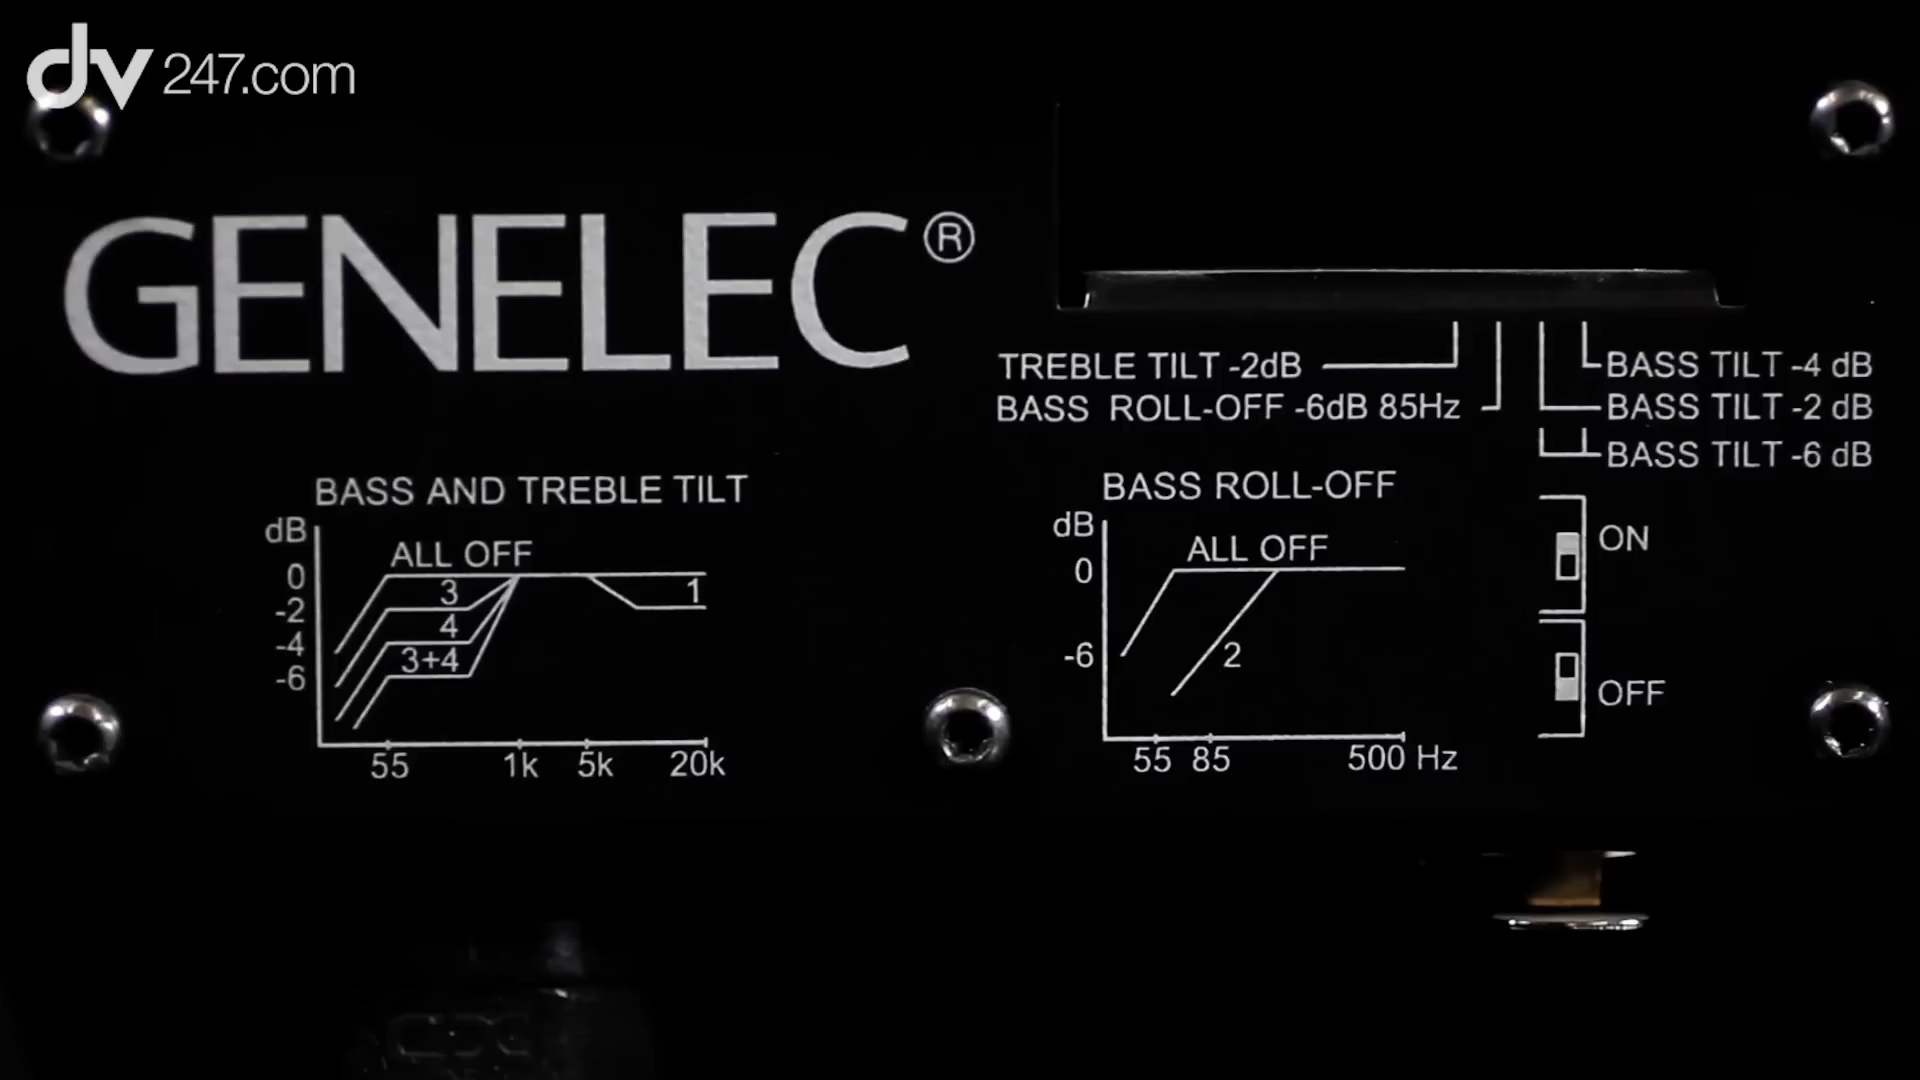 dv247.com
GENELEC®
TREBLE TILT -2dB
BASS ROLL-OFF -6dB 85Hz
BASS TILT -4 dB
BASS TILT -2 dB
BASS TILT -6 dB
BASS AND TREBLE TILT
dB
ALL OFF
0
-2
-4
-6
3
4
3+4
1
55 1k 5k 20k
BASS ROLL-OFF
dB
ALL OFF
0
-6
2
55 85 500 Hz
ON
OFF